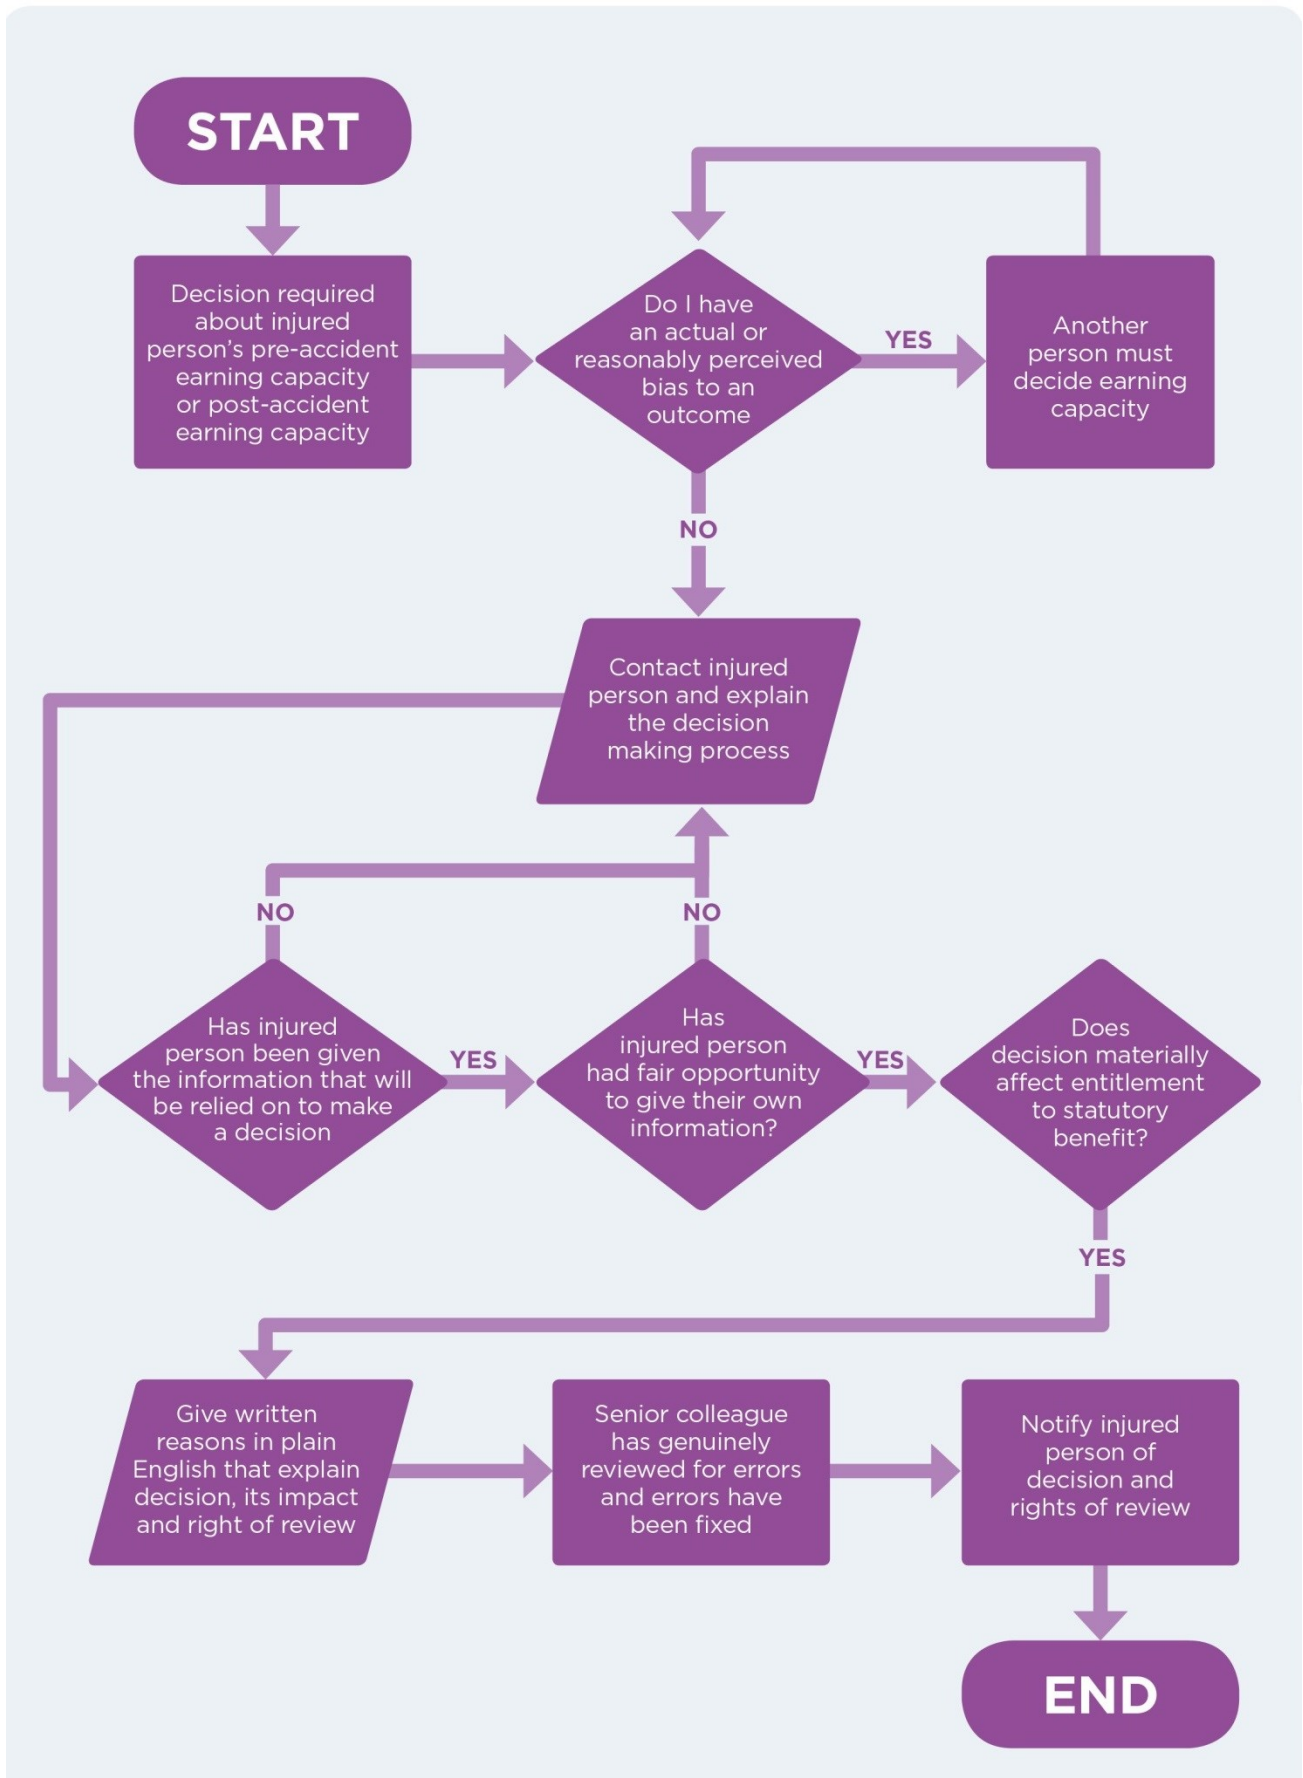 START
Decision required
about injured
person's pre-accident
earning capacity
or post-accident
earning capacity
Do I have
an actual or
reasonably perceived
bias to an
outcome
YES
Another
person must
decide earning
capacity
NO
Contact injured
person and explain
the decision
making process
NO
NO
Has injured
person been given
the information that will
be relied on to make
a decision
YES
Has
injured person
had fair opportunity
to give their own
information?
YES
Does
decision materially
affect entitlement
to statutory
benefit?
YES
Give written
reasons in plain
English that explain
decision, its impact
and right of review
Senior colleague
has genuinely
reviewed for errors
and errors have
been fixed
Notify injured
person of
decision and
rights of review
END